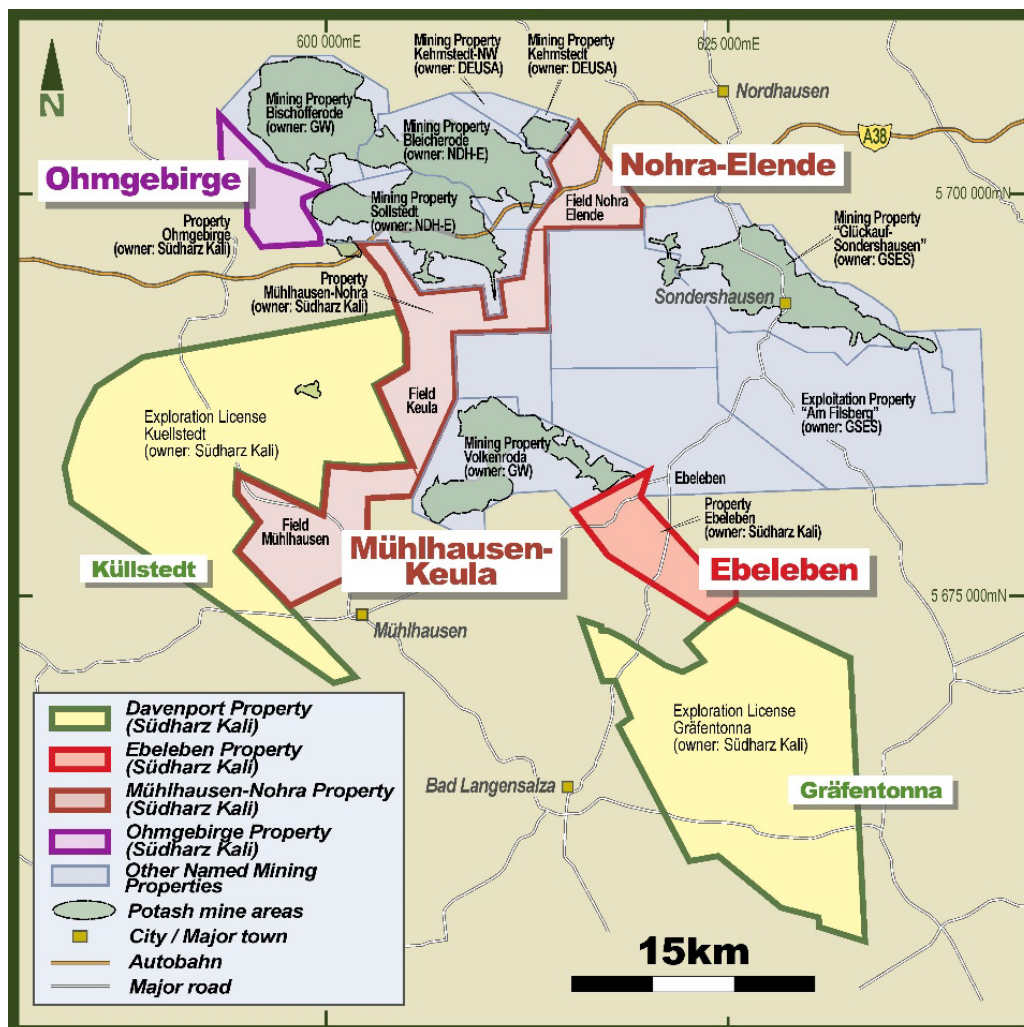 600 000mE
625 000mE
Mining Property
Kehmstedt-NW
(owner: DEUSA)
Mining Property
Kehmstedt
(owner: DEUSA)
N
Mining Property
Bischofferode
(owner: GW)
Nordhausen
Mining Property
Bleicherode
(owner: NDH-E)
A38
Ohmgebirge
Nohra-Elende
5 700 000mN
Mining Property
Sollstedt
(owner: NDH-E)
Field Nohra
Elende
Property
Ohmgebirge
(owner: Südharz Kali)
Mining Property
"Glückauf-
Sondershausen"
(owner: GSES)
Property
Mühlhausen-Nohra
(owner: Südharz Kali)
Sondershausen
Field
Keula
Exploration License
Kuellstedt
(owner: Südharz Kali)
Exploitation Property
"Am Filsberg"
(owner: GSES)
Mining Property
Volkenroda
(owner: GW)
Ebeleben
Property
Ebeleben
(owner: Südharz Kali)
Field
Mühlhausen
Mühlhausen-
Keula
Küllstedt
Ebeleben
5 675 000mN
Mühlhausen
Exploration License
Gräfentonna
(owner: Südharz Kali)
Bad Langensalza
Gräfentonna
Davenport Property
(Südharz Kali)
Ebeleben Property
(Südharz Kali)
Mühlhausen-Nohra Property
(Südharz Kali)
Ohmgebirge Property
(Südharz Kali)
Other Named Mining
Properties
Potash mine areas
City / Major town
Autobahn
Major road
15km